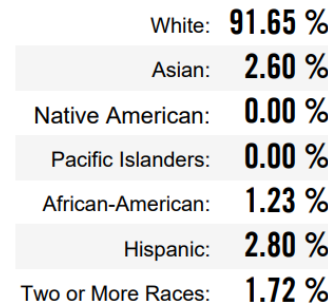 White: 91.65 %
Asian: 2.60 %
Native American: 0.00 %
Pacific Islanders: 0.00 %
African-American: 1.23 %
Hispanic: 2.80 %
Two or More Races: 1.72 %